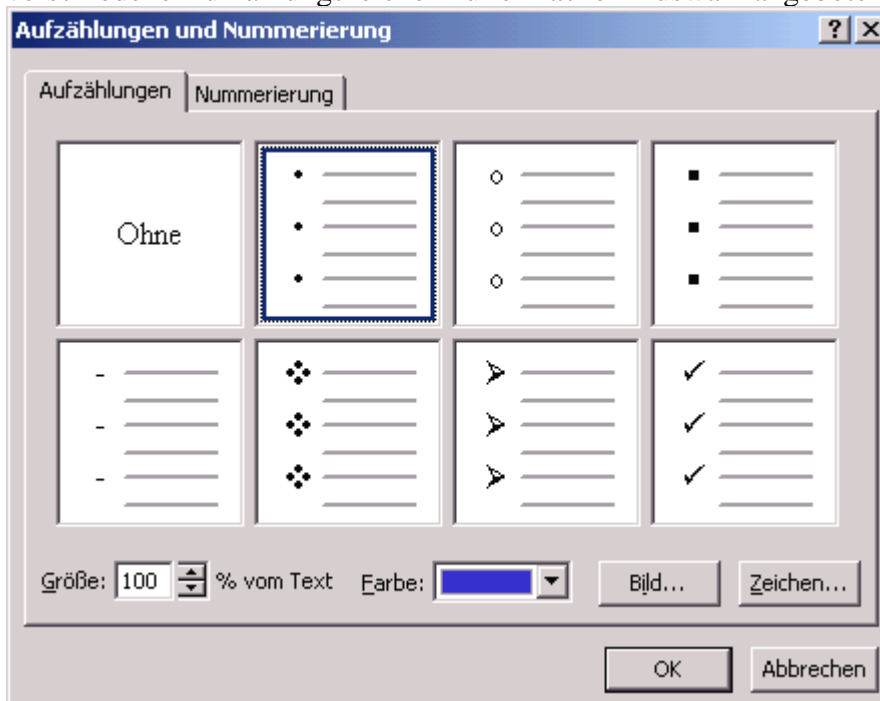 Aufzählungen und Nummerierung
Aufzählungen Nummerierung
Ohne
Größe: 100 % vom Text Farbe: Bild... Zeichen...
OK Abbrechen